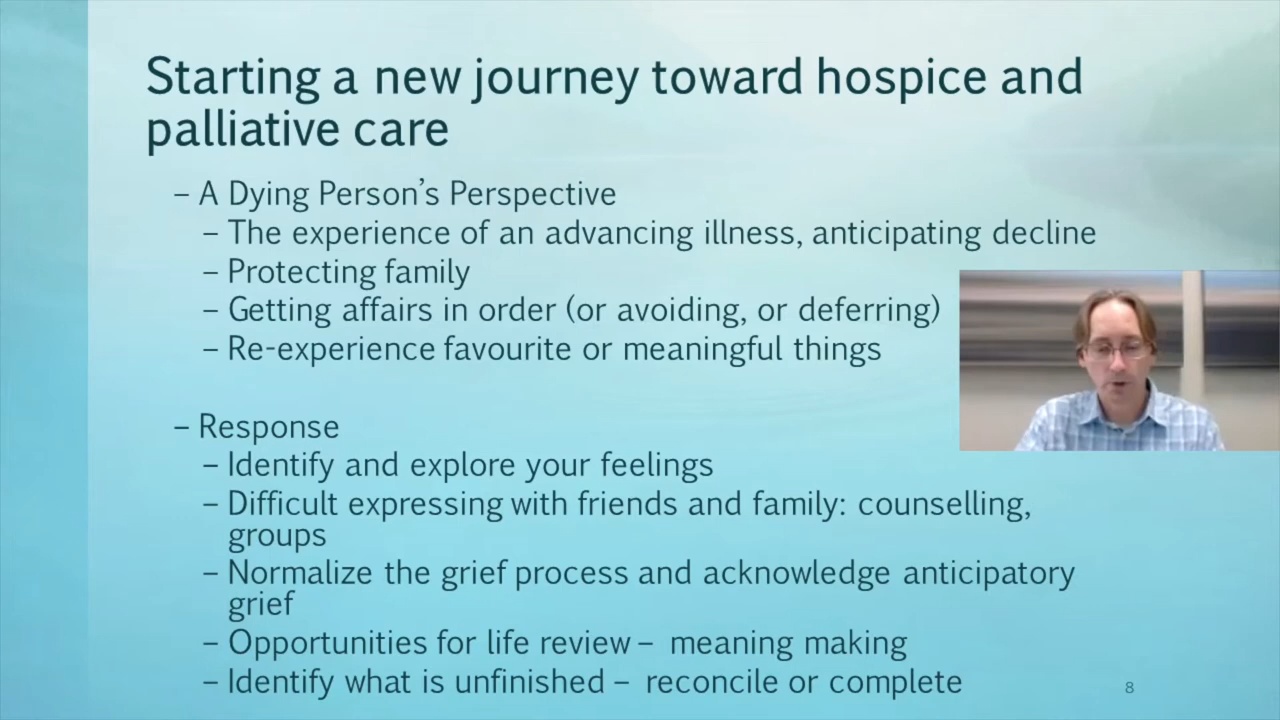 Starting a new journey toward hospice and
palliative care
– A Dying Person’s Perspective
– The experience of an advancing illness, anticipating decline
– Protecting family
– Getting affairs in order (or avoiding, or deferring)
– Re-experience favourite or meaningful things
– Response
– Identify and explore your feelings
– Difficult expressing with friends and family: counselling,
groups
– Normalize the grief process and acknowledge anticipatory
grief
– Opportunities for life review – meaning making
– Identify what is unfinished – reconcile or complete
8